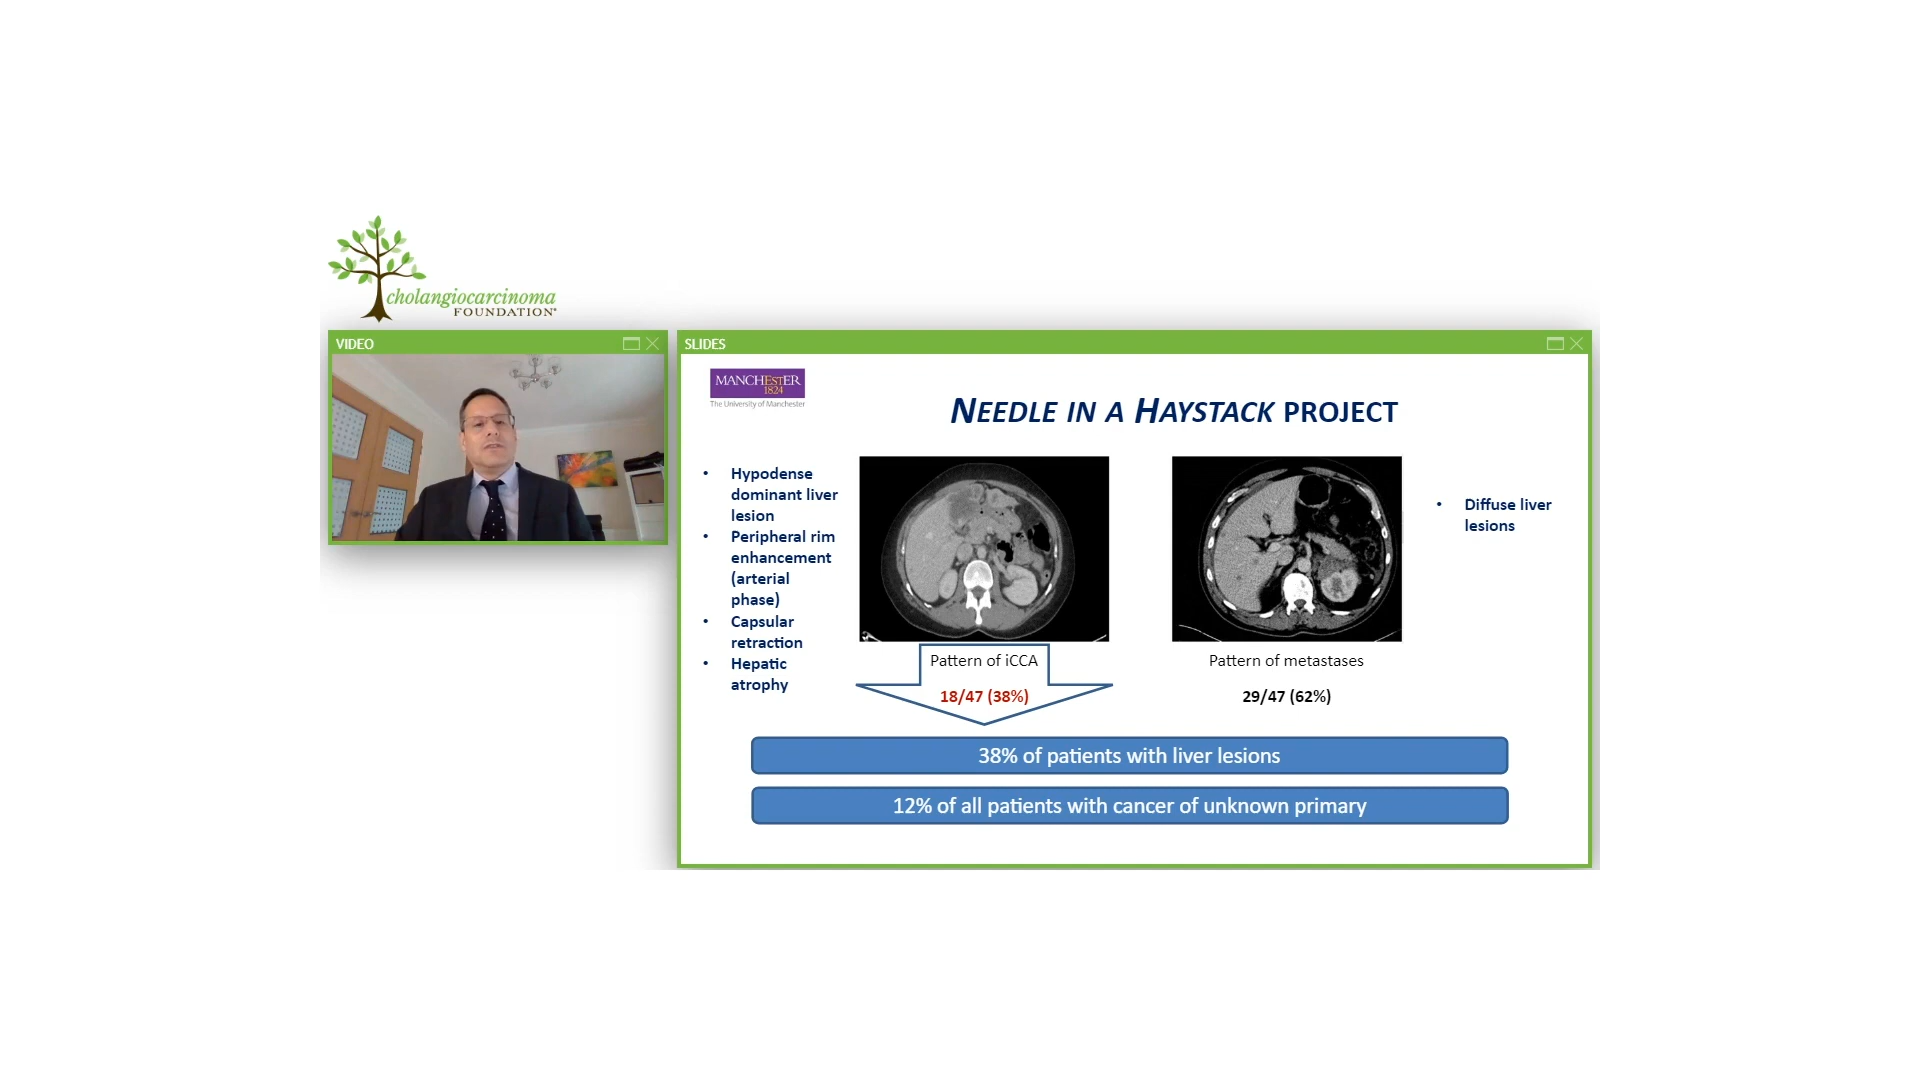 cholangiocarcinoma
FOUNDATION®
VIDEO
SLIDES
MANCHESTER
1824
The University of Manchester
NEEDLE IN A HAYSTACK PROJECT
• Hypodense
dominant liver
lesion
• Peripheral rim
enhancement
(arterial
phase)
• Capsular
retraction
• Hepatic
atrophy
• Diffuse liver
lesions
Pattern of iCCA
18/47 (38%)
Pattern of metastases
29/47 (62%)
38% of patients with liver lesions
12% of all patients with cancer of unknown primary